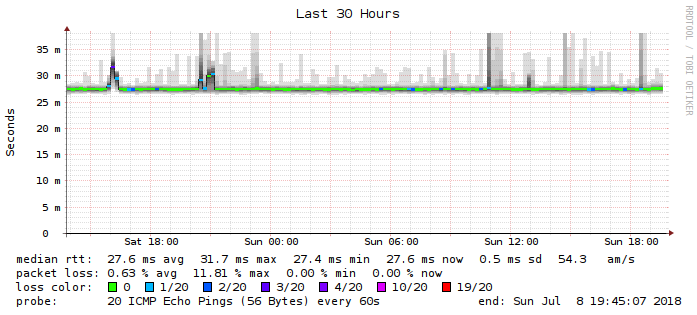 Last 30 Hours
RRDTOOL / TOBI OETIKER
Seconds
35 m
30 m
25 m
20 m
15 m
10 m
5 m
0
Sat 18:00 Sun 00:00 Sun 06:00 Sun 12:00 Sun 18:00
median rtt: 27.6 ms avg 31.7 ms max 27.4 ms min 27.6 ms now 0.5 ms sd 54.3 am/s
packet loss: 0.63 % avg 11.81 % max 0.00 % min 0.00 % now
loss color: 0 1/20 2/20 3/20 4/20 10/20 19/20
probe: 20 ICMP Echo Pings (56 Bytes) every 60s end: Sun Jul 8 19:45:07 2018